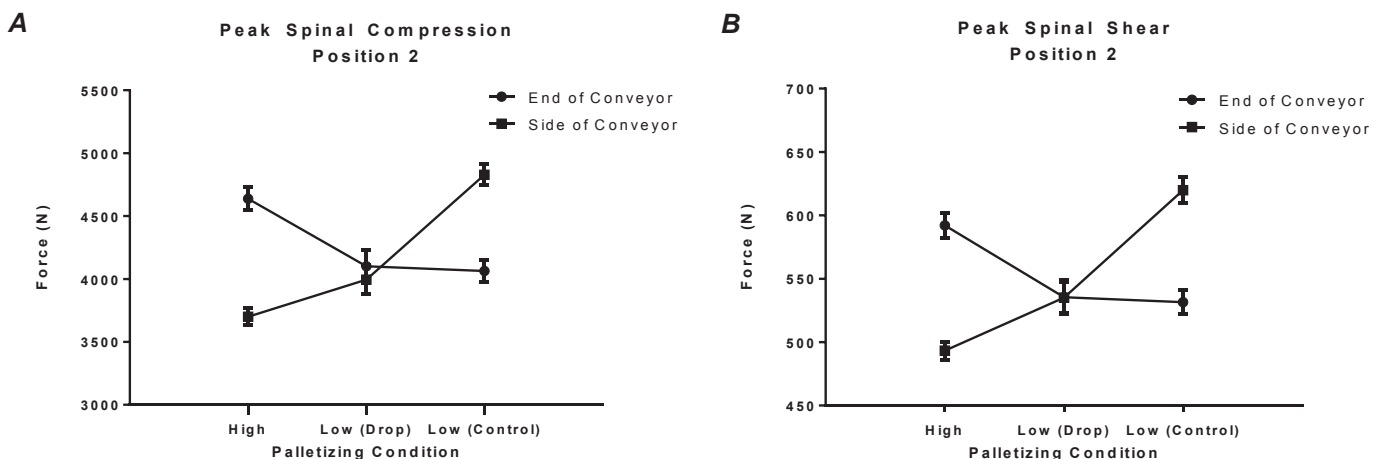 A
Peak Spinal Compression
Position 2
5500
5000
4500
4000
3500
3000
Force (N)
End of Conveyor
Side of Conveyor
High Low (Drop) Low (Control)
Palletizing Condition
B
Peak Spinal Shear
Position 2
700
650
600
550
500
450
Force (N)
End of Conveyor
Side of Conveyor
High Low (Drop) Low (Control)
Palletizing Condition